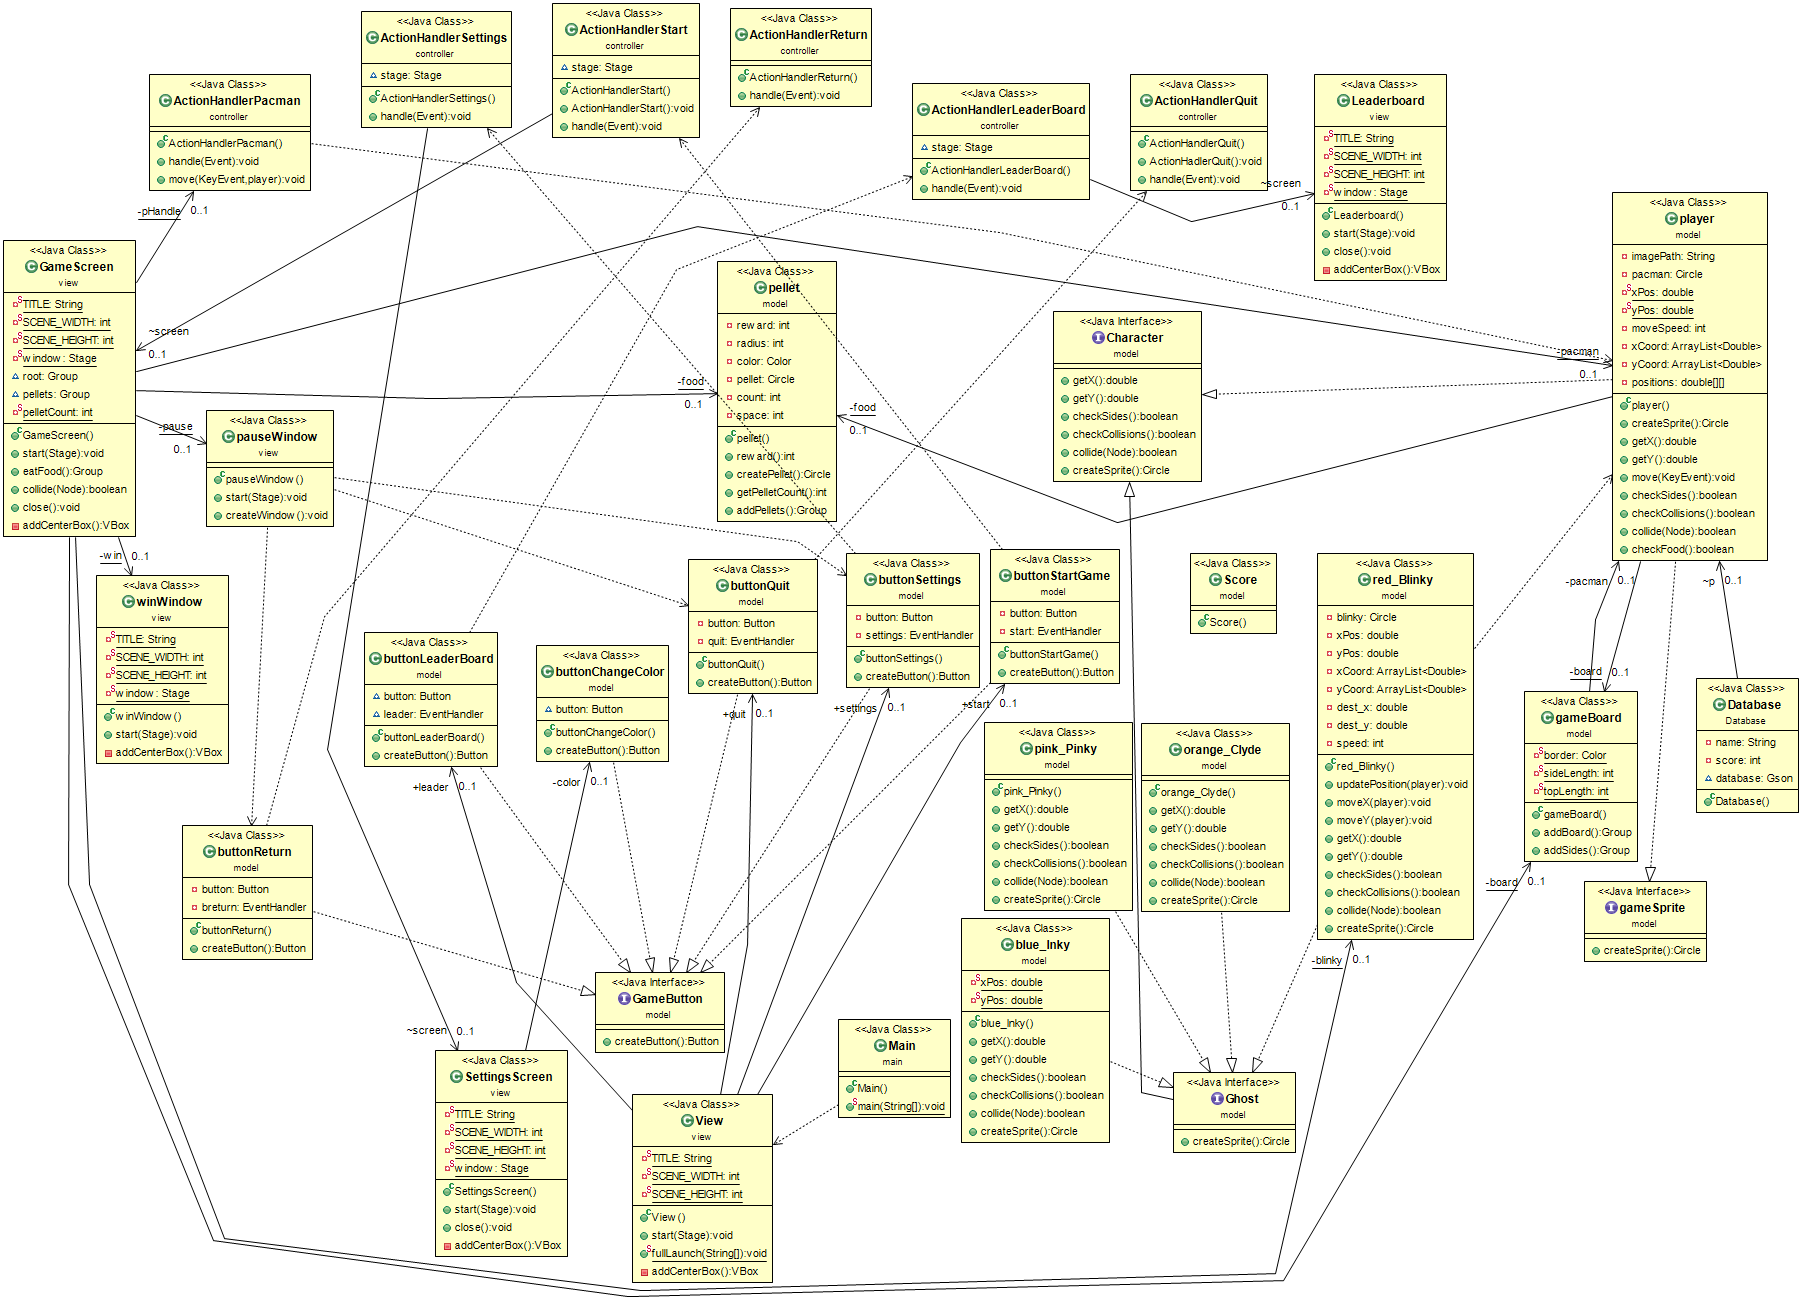 <<Java Class>>
ActionHandlerSettings
controller
stage: Stage
ActionHandlerSettings()
handle(Event):void
<<Java Class>>
ActionHandlerStart
controller
stage: Stage
ActionHandlerStart()
ActionHandlerStart():void
handle(Event):void
<<Java Class>>
ActionHandlerReturn
controller
ActionHandlerReturn()
handle(Event):void
<<Java Class>>
ActionHandlerPacman
controller
ActionHandlerPacman()
handle(Event):void
move(KeyEvent,player):void
<<Java Class>>
ActionHandlerLeaderBoard
controller
stage: Stage
ActionHandlerLeaderBoard()
handle(Event):void
<<Java Class>>
ActionHandlerQuit
controller
ActionHandlerQuit()
ActionHadlerQuit():void
handle(Event):void
<<Java Class>>
Leaderboard
view
TITLE: String
SCENE_WIDTH: int
SCENE_HEIGHT: int
window: Stage
Leaderboard()
start(Stage):void
close():void
addCenterBox():VBox
~screen
0..1
-pHandle
0..1
<<Java Class>>
GameScreen
view
TITLE: String
SCENE_WIDTH: int
SCENE_HEIGHT: int
window: Stage
root: Group
pellets: Group
pelletCount: int
GameScreen()
start(Stage):void
eatFood():Group
collide(Node):boolean
close():void
addCenterBox():VBox
~screen
0..1
<<Java Class>>
pellet
model
reward: int
radius: int
color: Color
pellet: Circle
count: int
space: int
pellet()
reward():int
createPellet():Circle
getPelletCount():int
addPellets():Group
-food
0..1
-food
0..1
<<Java Interface>>
Character
model
getX():double
getY():double
checkSides():boolean
checkCollisions():boolean
collide(Node):boolean
createSprite():Circle
<<Java Class>>
player
model
imagePath: String
pacman: Circle
xPos: double
yPos: double
moveSpeed: int
xCoord: ArrayList<Double>
yCoord: ArrayList<Double>
positions: double[][]
player()
createSprite():Circle
getX():double
getY():double
move(KeyEvent):void
checkSides():boolean
checkCollisions():boolean
collide(Node):boolean
checkFood():boolean
-pacman
0..1
-pause
0..1
<<Java Class>>
pauseWindow
view
pauseWindow()
start(Stage):void
createWindow():void
-win
0..1
<<Java Class>>
winWindow
view
TITLE: String
SCENE_WIDTH: int
SCENE_HEIGHT: int
window: Stage
winWindow()
start(Stage):void
addCenterBox():VBox
<<Java Class>>
buttonQuit
model
button: Button
quit: EventHandler
buttonQuit()
createButton():Button
+quit
0..1
<<Java Class>>
buttonSettings
model
button: Button
settings: EventHandler
buttonSettings()
createButton():Button
+settings
0..1
<<Java Class>>
buttonStartGame
model
button: Button
start: EventHandler
buttonStartGame()
createButton():Button
+start
0..1
<<Java Class>>
Score
model
Score()
<<Java Class>>
red_Blinky
model
blinky: Circle
xPos: double
yPos: double
xCoord: ArrayList<Double>
yCoord: ArrayList<Double>
dest_x: double
dest_y: double
speed: int
red_Blinky()
updatePosition(player):void
moveX(player):void
moveY(player):void
getX():double
getY():double
checkSides():boolean
checkCollisions():boolean
collide(Node):boolean
createSprite():Circle
-blinky
0..1
-pacman
0..1
~p
0..1
-board
0..1
<<Java Class>>
buttonLeaderBoard
model
button: Button
leader: EventHandler
buttonLeaderBoard()
createButton():Button
+leader
0..1
<<Java Class>>
buttonChangeColor
model
button: Button
buttonChangeColor()
createButton():Button
-color
0..1
<<Java Class>>
pink_Pinky
model
pink_Pinky()
getX():double
getY():double
checkSides():boolean
checkCollisions():boolean
collide(Node):boolean
createSprite():Circle
<<Java Class>>
orange_Clyde
model
orange_Clyde()
getX():double
getY():double
checkSides():boolean
checkCollisions():boolean
collide(Node):boolean
createSprite():Circle
<<Java Class>>
gameBoard
model
border: Color
sideLength: int
topLength: int
gameBoard()
addBoard():Group
addSides():Group
-board
0..1
<<Java Class>>
Database
Database
name: String
score: int
database: Gson
Database()
<<Java Class>>
buttonReturn
model
button: Button
breturn: EventHandler
buttonReturn()
createButton():Button
<<Java Interface>>
gameSprite
model
createSprite():Circle
<<Java Class>>
blue_Inky
model
xPos: double
yPos: double
blue_Inky()
getX():double
getY():double
checkSides():boolean
checkCollisions():boolean
collide(Node):boolean
createSprite():Circle
<<Java Interface>>
GameButton
model
createButton():Button
~screen
0..1
<<Java Class>>
SettingsScreen
view
TITLE: String
SCENE_WIDTH: int
SCENE_HEIGHT: int
window: Stage
SettingsScreen()
start(Stage):void
close():void
addCenterBox():VBox
<<Java Class>>
Main
main
Main()
main(String[]):void
<<Java Interface>>
Ghost
model
createSprite():Circle
<<Java Class>>
View
view
TITLE: String
SCENE_WIDTH: int
SCENE_HEIGHT: int
View()
start(Stage):void
fullLaunch(String[]):void
addCenterBox():VBox